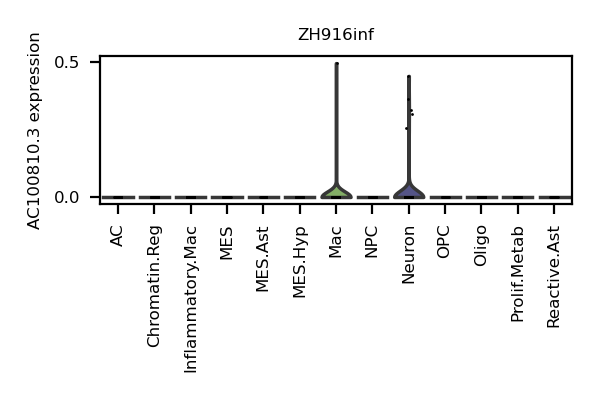 ZH916inf
AC100810.3 expression
0.5
0.0
AC
Chromatin.Reg
Inflammatory.Mac
MES
MES.Ast
MES.Hyp
Mac
NPC
Neuron
OPC
Oligo
Prolif.Metab
Reactive.Ast